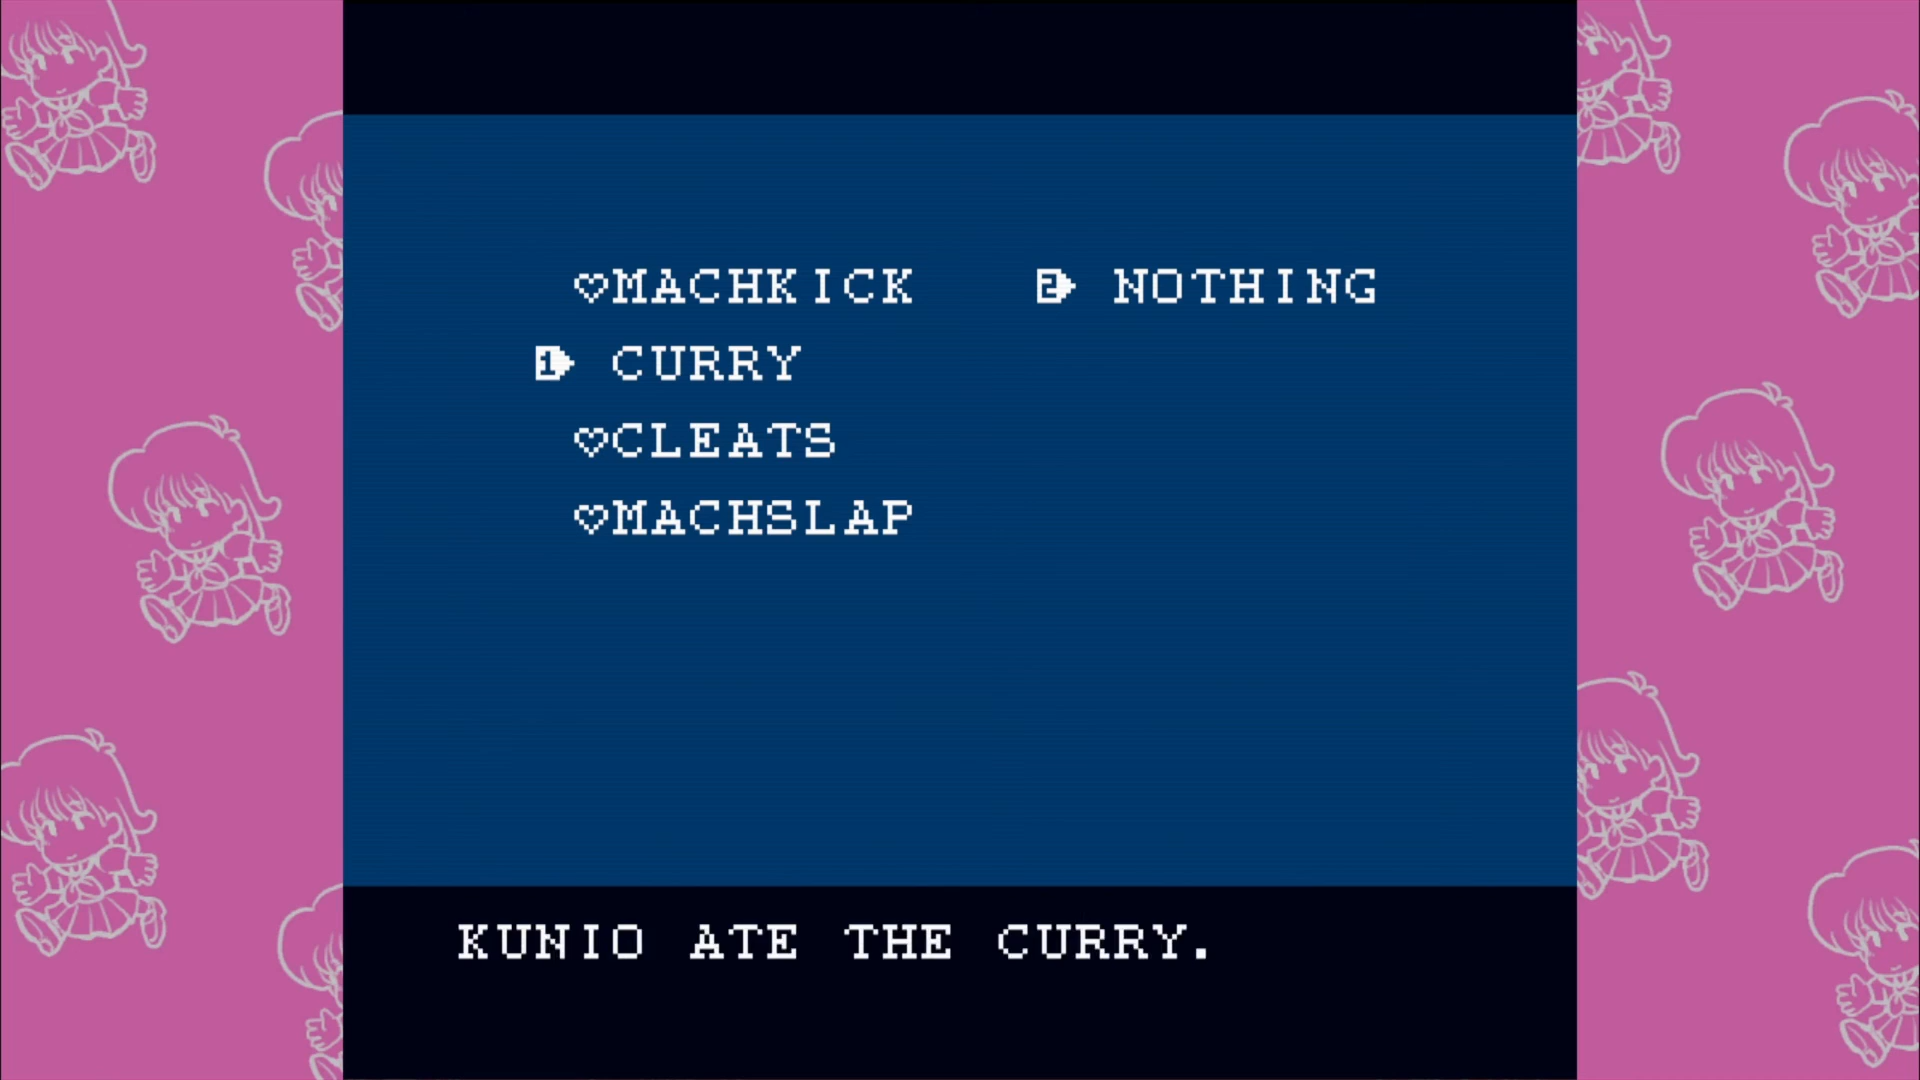 ♡MACHKICK 2 NOTHING
1 CURRY
♡CLEATS
♡MACHSLAP
KUNIO ATE THE CURRY.